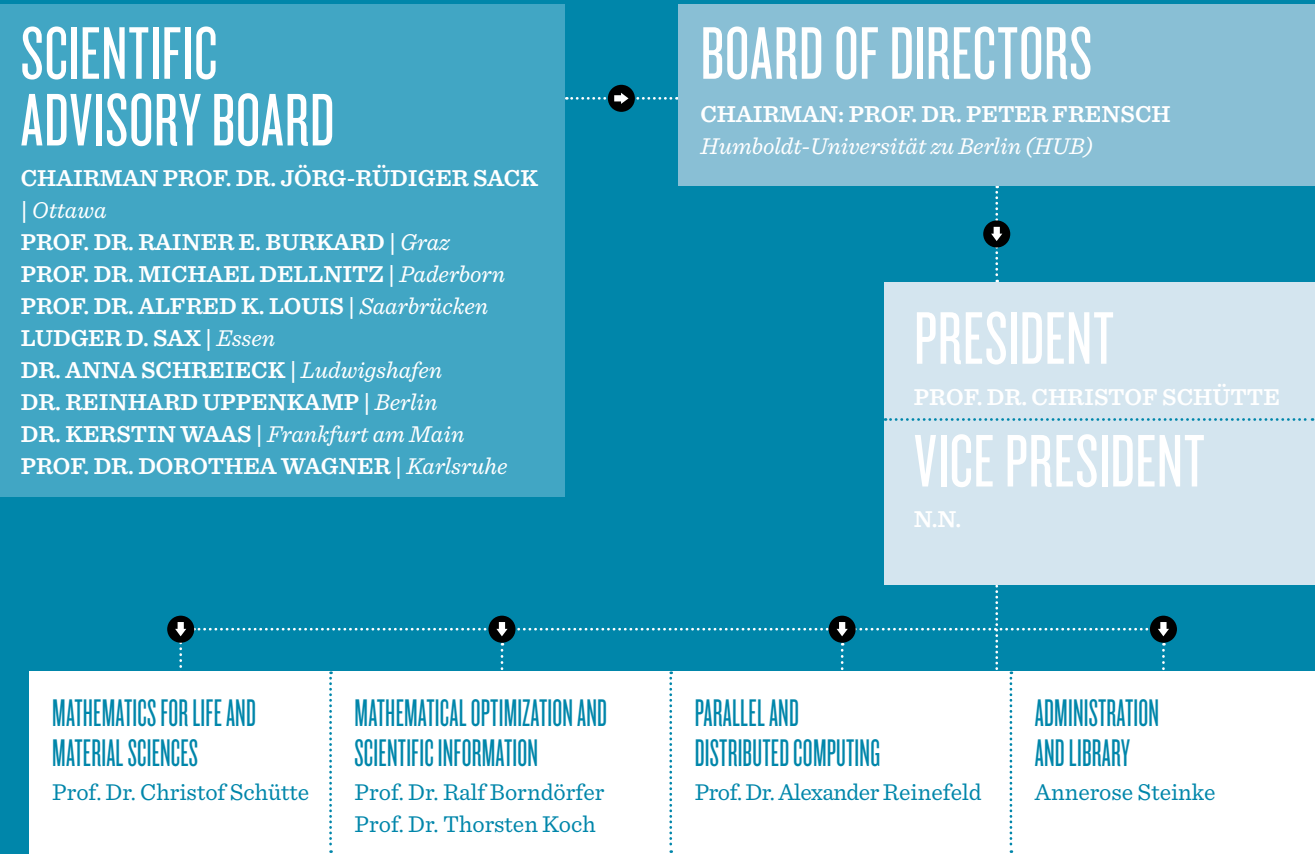 SCIENTIFIC
ADVISORY BOARD
CHAIRMAN PROF. DR. JÖRG-RÜDIGER SACK
| Ottawa
PROF. DR. RAINER E. BURKARD | Graz
PROF. DR. MICHAEL DELLNITZ | Paderborn
PROF. DR. ALFRED K. LOUIS | Saarbrücken
LUDGER D. SAX | Essen
DR. ANNA SCHREIECK | Ludwigshafen
DR. REINHARD UPPENKAMP | Berlin
DR. KERSTIN WAAS | Frankfurt am Main
PROF. DR. DOROTHEA WAGNER | Karlsruhe
BOARD OF DIRECTORS
CHAIRMAN: PROF. DR. PETER FRENSCH
Humboldt-Universität zu Berlin (HUB)
PRESIDENT
PROF. DR. CHRISTOF SCHÜTTE
VICE PRESIDENT
N.N.
MATHEMATICS FOR LIFE AND
MATERIAL SCIENCES
Prof. Dr. Christof Schütte
MATHEMATICAL OPTIMIZATION AND
SCIENTIFIC INFORMATION
Prof. Dr. Ralf Borndörfer
Prof. Dr. Thorsten Koch
PARALLEL AND
DISTRIBUTED COMPUTING
Prof. Dr. Alexander Reinefeld
ADMINISTRATION
AND LIBRARY
Annerose Steinke